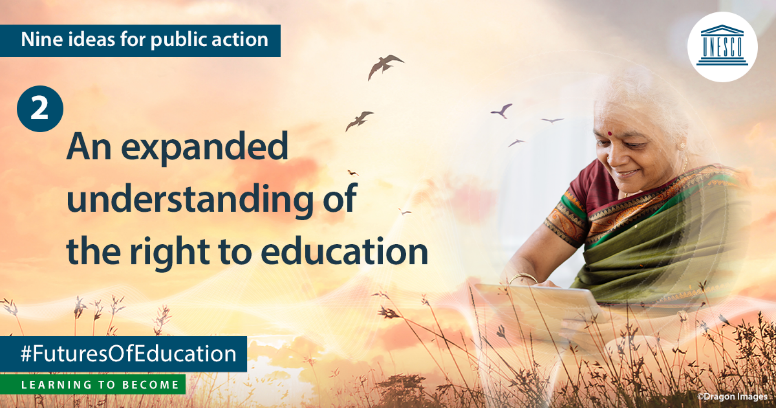 Nine ideas for public action
UNESCO
2
An expanded
understanding of
the right to education
#FuturesOfEducation
LEARNING TO BECOME
©Dragon Images